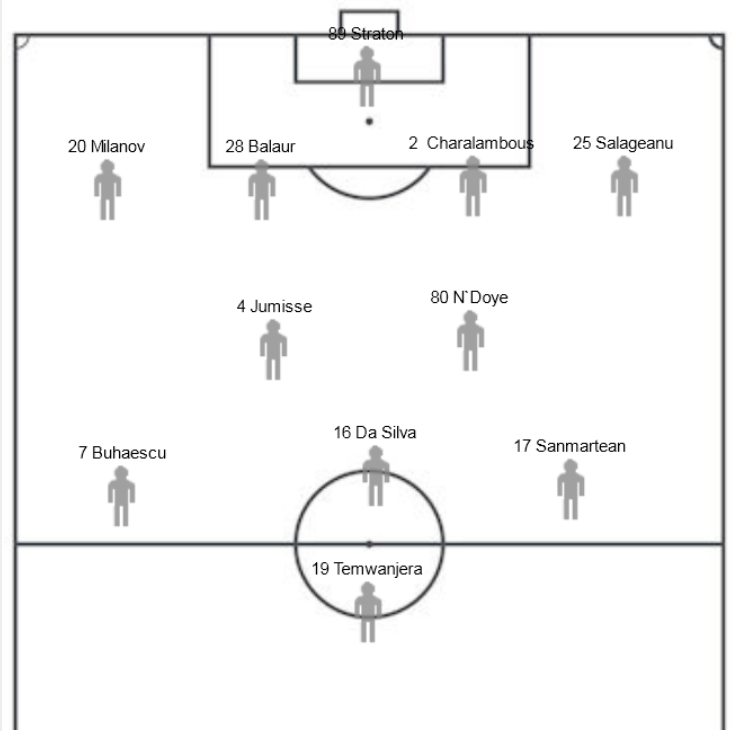 89 Straton
20 Milanov
28 Balaur
2 Charalambous
25 Salageanu
4 Jumisse
80 N`Doye
7 Buhaescu
16 Da Silva
17 Sanmartean
19 Temwanjera